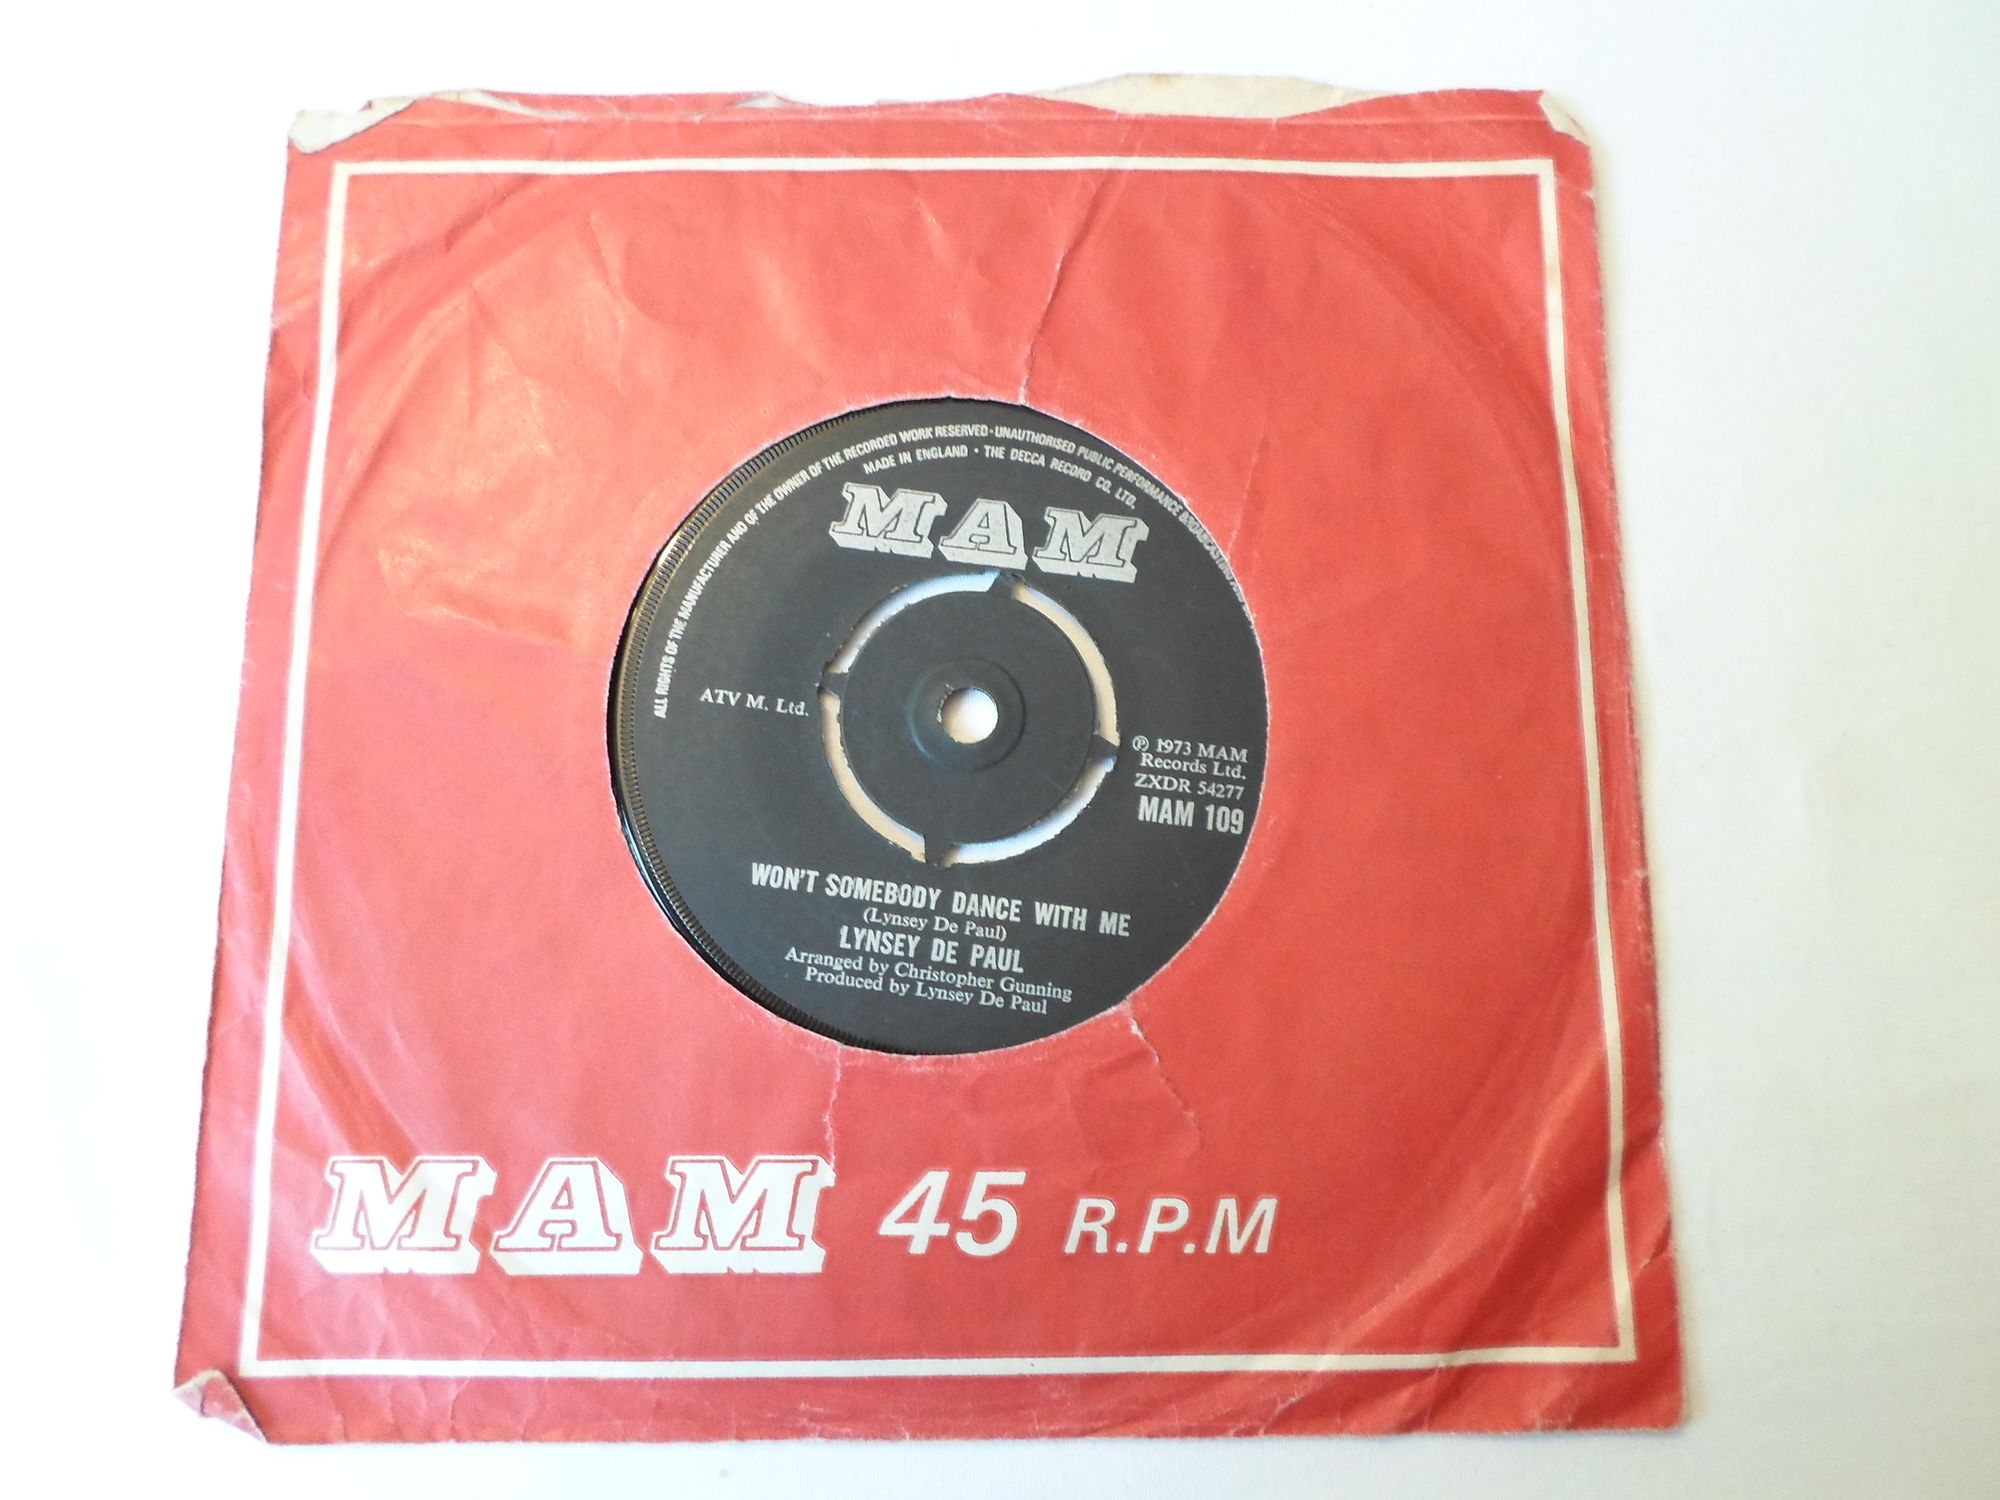 ALL RIGHTS OF THE MANUFACTURER AND OF THE OWNER OF THE RECORDED WORK RESERVED · UNAUTHORISED PUBLIC PERFORMANCE BROADCASTING
MADE IN ENGLAND · THE DECCA RECORD CO. LTD.
MAM
ATV M. Ltd.
℗ 1973 MAM
Records Ltd.
ZXDR 54277
MAM 109
WON'T SOMEBODY DANCE WITH ME
(Lynsey De Paul)
LYNSEY DE PAUL
Arranged by Christopher Gunning
Produced by Lynsey De Paul
MAM 45 R.P.M